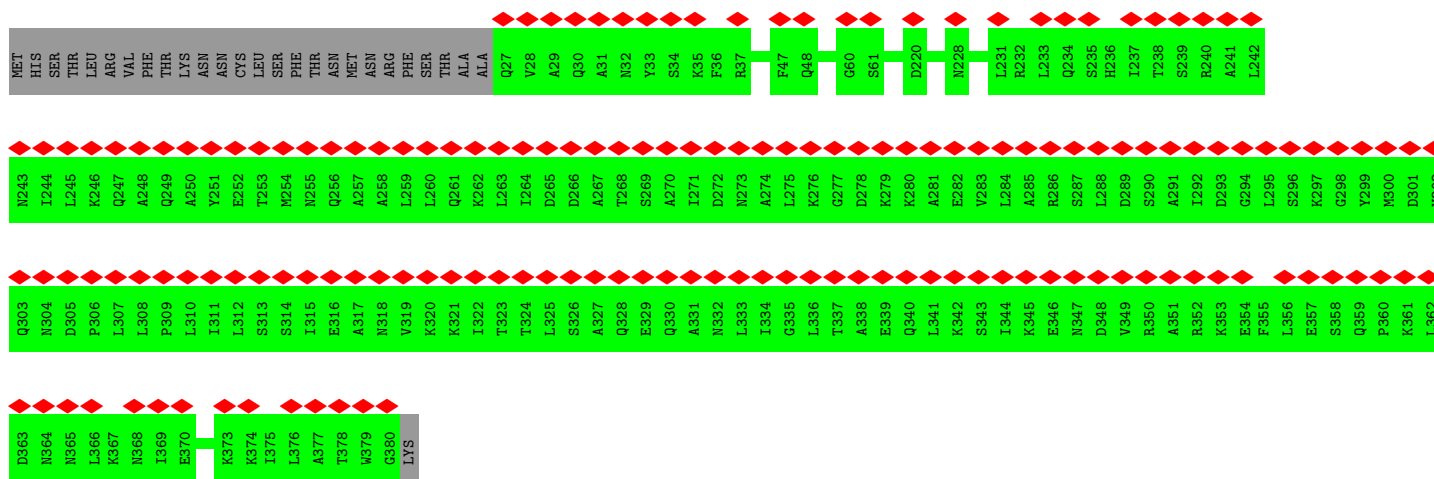 MET HIS SER THR LEU ARG VAL PHE THR LYS ASN ASN CYS LEU SER PHE THR ASN MET ASN ARG PHE SER THR ALA ALA Q27 V28 A29 Q30 A31 N32 Y33 S34 K35 F36 R37 F47 Q48 G60 S61 D220 N228 L231 R232 L233 Q234 S235 H236 I237 T238 S239 R240 A241 L242
N243 I244 L245 K246 Q247 A248 Q249 A250 Y251 E252 T253 M254 N255 Q256 A257 A258 L259 L260 Q261 K262 L263 I264 D265 D266 A267 T268 S269 A270 I271 D272 N273 A274 L275 K276 G277 D278 K279 K280 A281 E282 V283 L284 A285 R286 S287 L288 D289 S290 A291 I292 D293 G294 L295 S296 K297 G298 Y299 M300 D301
Q303 N304 D305 P306 L307 L308 P309 L310 I311 L312 S313 S314 I315 E316 A317 N318 V319 K320 K321 I322 T323 T324 L325 S326 A327 Q328 E329 Q330 A331 N332 L333 I334 G335 L336 T337 A338 E339 Q340 L341 K342 S343 I344 K345 E346 N347 D348 V349 R350 A351 R352 K353 E354 F355 L356 E357 S358 Q359 P360 K361 L362
D363 N364 N365 L366 K367 N368 I369 E370 K373 K374 I375 L376 A377 T378 W379 G380 LYS